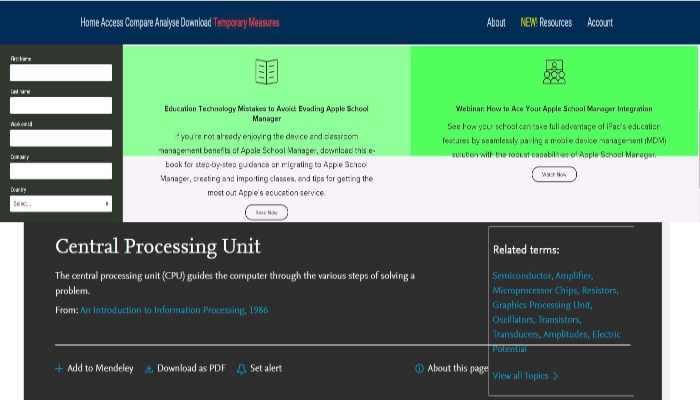 Home Access Compare Analyse Download Temporary Measures
About NEW! Resources Account
First Name
Last name
Work email
Company
Country
Select...
Education Technology Mistakes to Avoid: Evading Apple School
Manager
If you're not already enjoying the device and classroom
management benefits of Apple School Manager, download this e-
book for step-by-step guidance on migrating to Apple School
Manager, creating and importing classes, and tips for getting the
most out Apple's education service.
Read Now
Webinar: How to Ace Your Apple School Manager Integration
See how your school can take full advantage of iPad's education
features by seamlessly pairing a mobile device management (MDM)
solution with the robust capabilities of Apple School Manager.
Watch Now
Central Processing Unit
The central processing unit (CPU) guides the computer through the various steps of solving a
problem.
From: An Introduction to Information Processing, 1986
Add to Mendeley Download as PDF Set alert
About this page
Related terms:
Semiconductor, Amplifier,
Microprocessor Chips, Resistors,
Graphics Processing Unit,
Oscillators, Transistors,
Transducers, Amplitudes, Electric
Potential
View all Topics